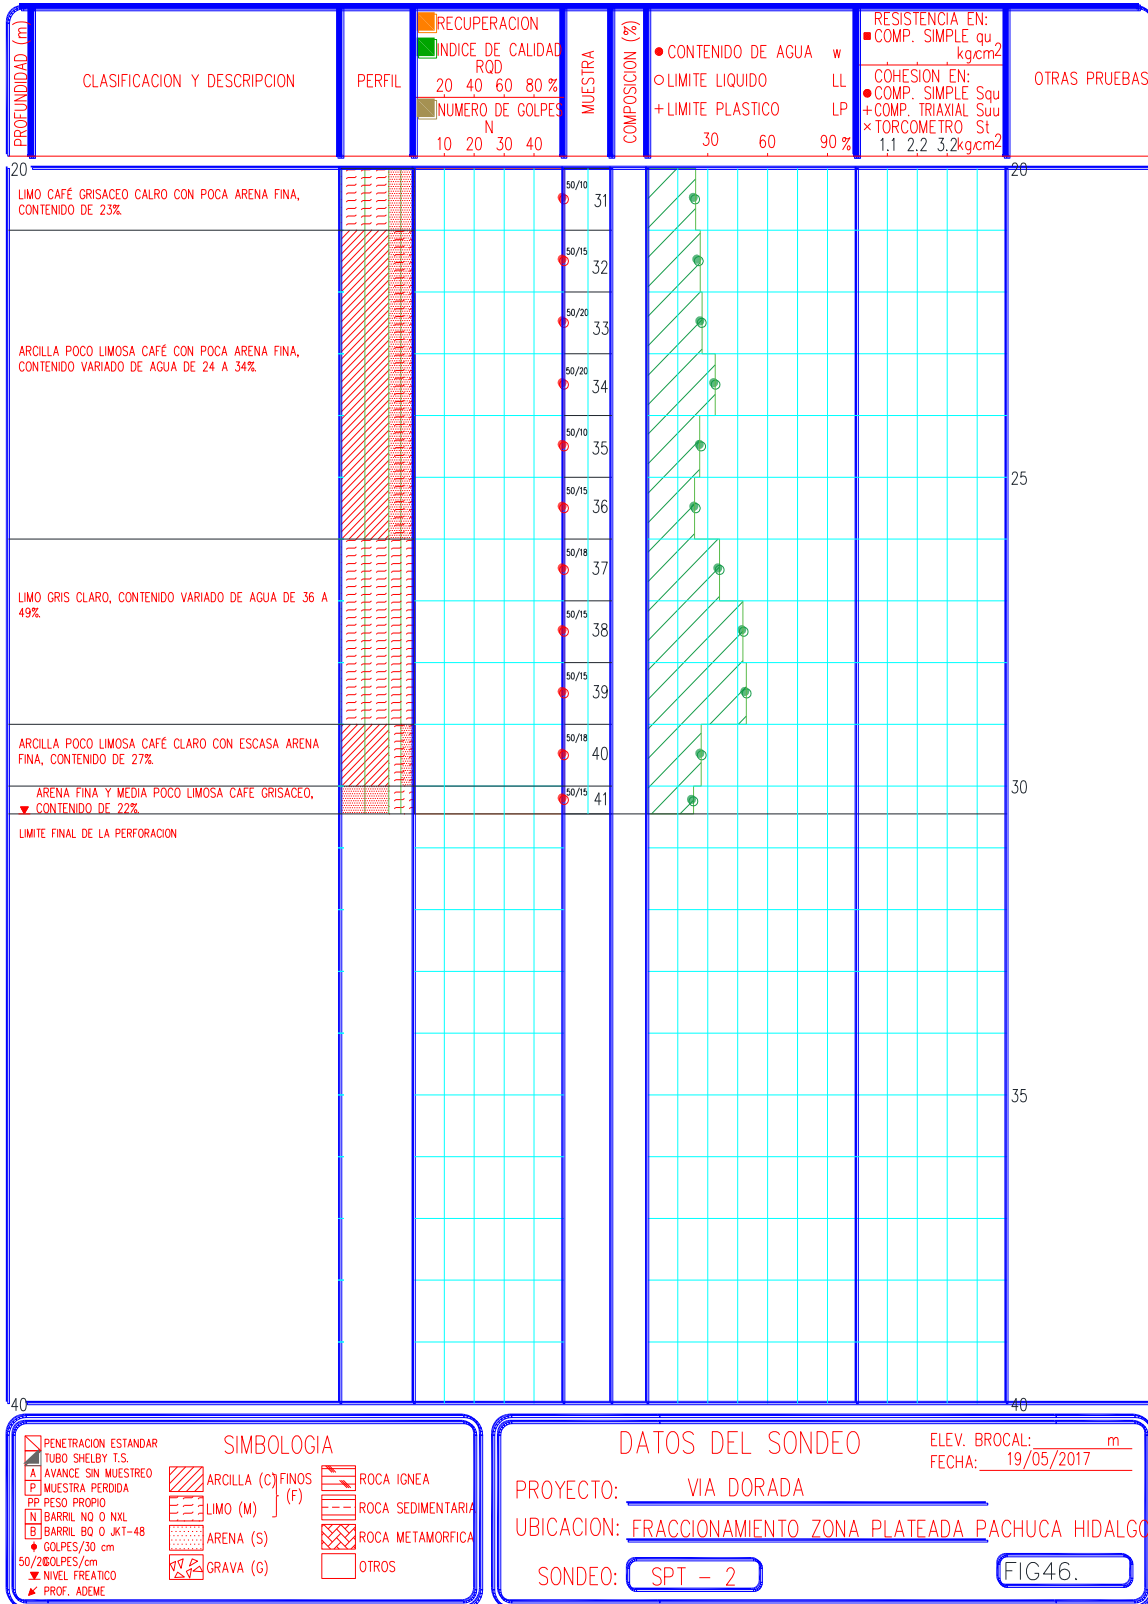 PROFUNDIDAD (m)
CLASIFICACION Y DESCRIPCION
PERFIL
RECUPERACION
INDICE DE CALIDAD
RQD
20 40 60 80 %
NUMERO DE GOLPES
N
10 20 30 40
MUESTRA
COMPOSICION (%)
CONTENIDO DE AGUA w
LIMITE LIQUIDO LL
+ LIMITE PLASTICO LP
30 60 90 %
RESISTENCIA EN:
COMP. SIMPLE qu
kg/cm2
COHESION EN:
COMP. SIMPLE Squ
+ COMP. TRIAXIAL Suu
× TORCOMETRO St
1.1 2.2 3.2 kg/cm2
OTRAS PRUEBAS
20
20
LIMO CAFÉ GRISACEO CALRO CON POCA ARENA FINA,
CONTENIDO DE 23%.
50/10 31
50/15 32
50/20 33
ARCILLA POCO LIMOSA CAFÉ CON POCA ARENA FINA,
CONTENIDO VARIADO DE AGUA DE 24 A 34%.
50/20 34
50/10 35
25
50/15 36
50/18 37
LIMO GRIS CLARO, CONTENIDO VARIADO DE AGUA DE 36 A
49%.
50/15 38
50/15 39
ARCILLA POCO LIMOSA CAFÉ CLARO CON ESCASA ARENA
FINA, CONTENIDO DE 27%.
50/18 40
30
ARENA FINA Y MEDIA POCO LIMOSA CAFE GRISACEO,
CONTENIDO DE 22%.
50/15 41
LIMITE FINAL DE LA PERFORACION
35
40
40
SIMBOLOGIA
PENETRACION ESTANDAR
TUBO SHELBY T.S.
A AVANCE SIN MUESTREO
P MUESTRA PERDIDA
PP PESO PROPIO
N BARRIL NQ O NXL
B BARRIL BQ O JKT-48
GOLPES/30 cm
50/20 GOLPES/cm
NIVEL FREATICO
PROF. ADEME
ARCILLA (C)
LIMO (M)
FINOS
(F)
ARENA (S)
GRAVA (G)
ROCA IGNEA
ROCA SEDIMENTARIA
ROCA METAMORFICA
OTROS
DATOS DEL SONDEO
ELEV. BROCAL: m
FECHA: 19/05/2017
PROYECTO: VIA DORADA
UBICACION: FRACCIONAMIENTO ZONA PLATEADA PACHUCA HIDALGO
SONDEO: SPT - 2
FIG46.